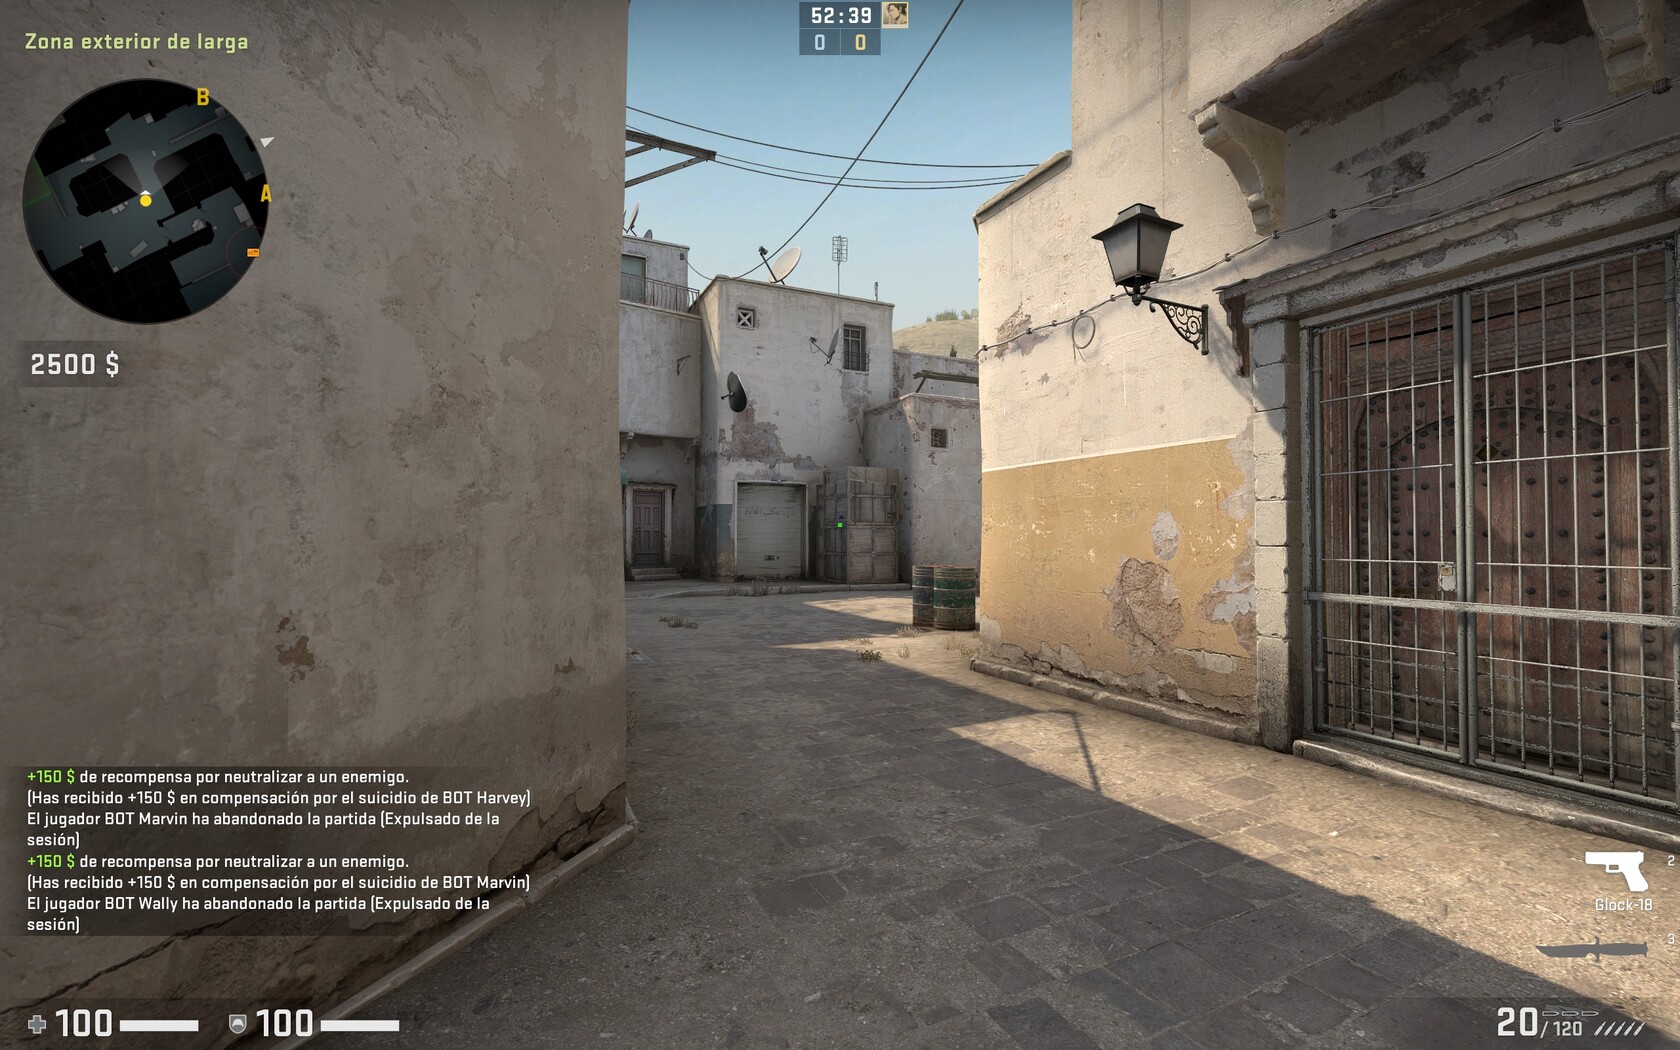 52:39
0 0
Zona exterior de larga
B
A
2500 $
+150 $ de recompensa por neutralizar a un enemigo.
(Has recibido +150 $ en compensación por el suicidio de BOT Harvey)
El jugador BOT Marvin ha abandonado la partida (Expulsado de la
sesión)
+150 $ de recompensa por neutralizar a un enemigo.
(Has recibido +150 $ en compensación por el suicidio de BOT Marvin)
El jugador BOT Wally ha abandonado la partida (Expulsado de la
sesión)
2
Glock-18
3
100 100
20/ 120